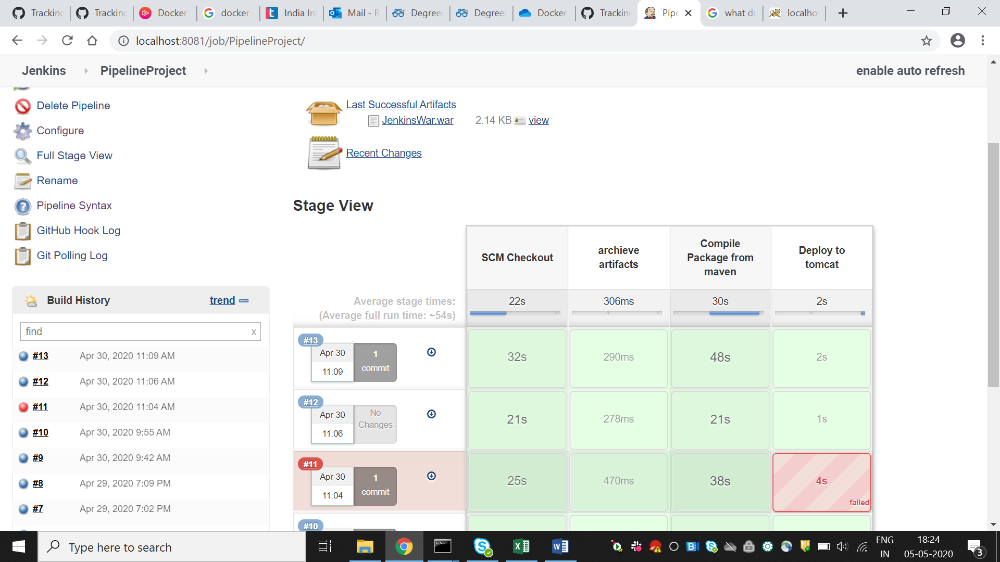 Tracking
Tracking
Docker
docker
India In
Mail - R
Degree
Degree
Docker
Tracking
Pipe
what do
localho
localhost:8081/job/PipelineProject/
Jenkins
PipelineProject
enable auto refresh
Delete Pipeline
Configure
Full Stage View
Rename
Pipeline Syntax
GitHub Hook Log
Git Polling Log
Last Successful Artifacts
JenkinsWar.war 2.14 KB view
Recent Changes
Stage View
SCM Checkout
archieve
artifacts
Compile
Package from
maven
Deploy to
tomcat
Average stage times:
(Average full run time: ~54s)
22s
306ms
30s
2s
#13
Apr 30
11:09
1
commit
32s
290ms
48s
2s
#12
Apr 30
11:06
No
Changes
21s
278ms
21s
1s
#11
Apr 30
11:04
1
commit
25s
470ms
38s
4s
failed
#10
Build History
trend
find
x
#13 Apr 30, 2020 11:09 AM
#12 Apr 30, 2020 11:06 AM
#11 Apr 30, 2020 11:04 AM
#10 Apr 30, 2020 9:55 AM
#9 Apr 30, 2020 9:42 AM
#8 Apr 29, 2020 7:09 PM
#7 Apr 29, 2020 7:02 PM
Type here to search
ENG
IN
18:24
05-05-2020
3